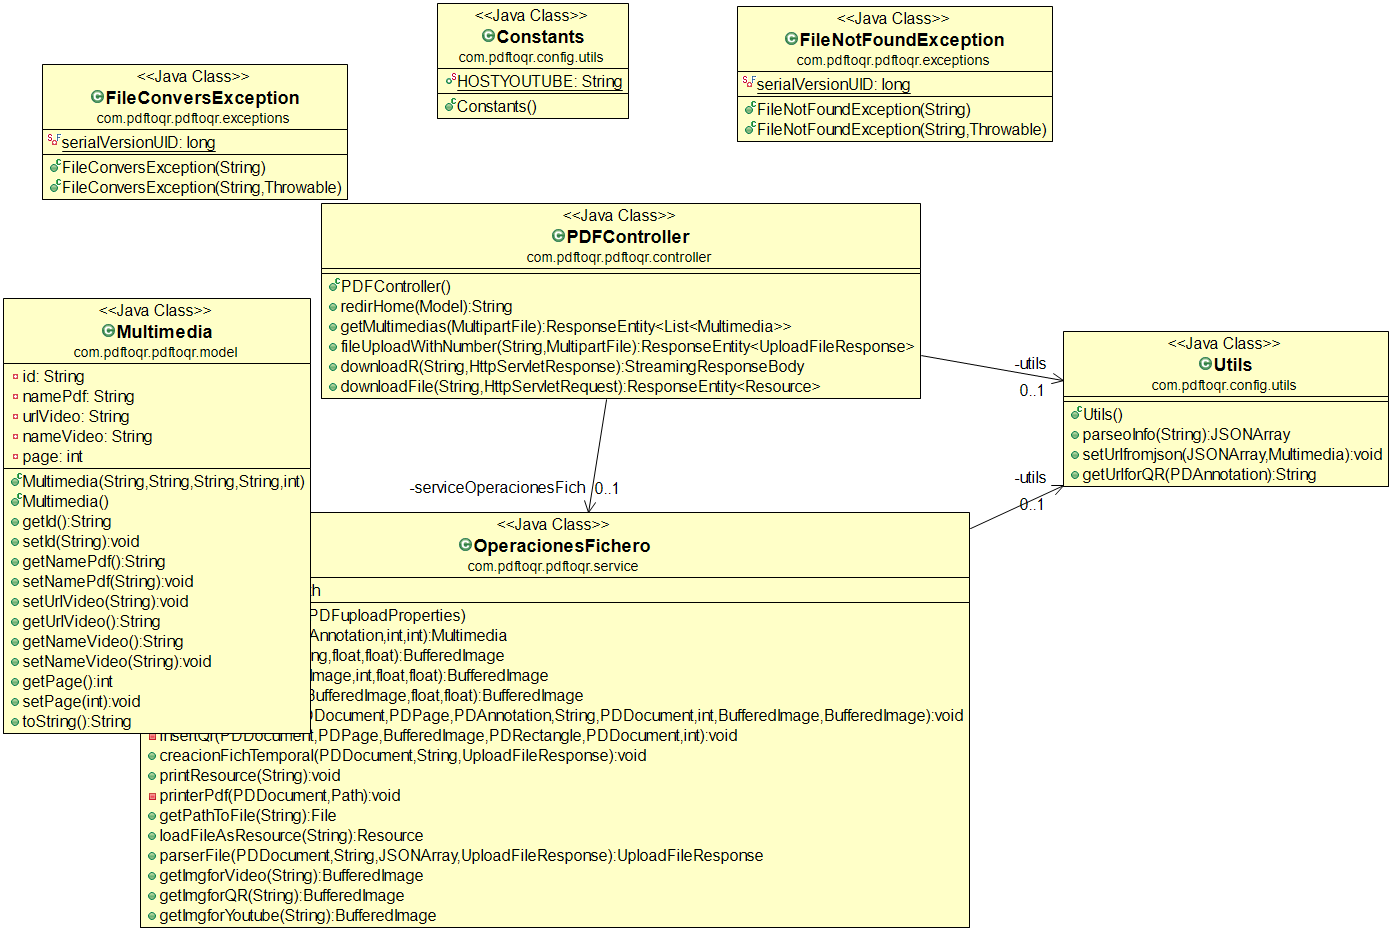 <<Java Class>>
Constants
com.pdftoqr.config.utils
HOSTYOUTUBE: String
Constants()
<<Java Class>>
FileNotFoundException
com.pdftoqr.pdftoqr.exceptions
serialVersionUID: long
FileNotFoundException(String)
FileNotFoundException(String,Throwable)
<<Java Class>>
FileConversException
com.pdftoqr.pdftoqr.exceptions
serialVersionUID: long
FileConversException(String)
FileConversException(String,Throwable)
<<Java Class>>
PDFController
com.pdftoqr.pdftoqr.controller
PDFController()
redirHome(Model):String
getMultimedias(MultipartFile):ResponseEntity<List<Multimedia>>
fileUploadWithNumber(String,MultipartFile):ResponseEntity<UploadFileResponse>
downloadR(String,HttpServletResponse):StreamingResponseBody
downloadFile(String,HttpServletRequest):ResponseEntity<Resource>
<<Java Class>>
Multimedia
com.pdftoqr.pdftoqr.model
id: String
namePdf: String
urlVideo: String
nameVideo: String
page: int
Multimedia(String,String,String,String,int)
Multimedia()
getId():String
setId(String):void
getNamePdf():String
setNamePdf(String):void
setUrlVideo(String):void
getUrlVideo():String
getNameVideo():String
setNameVideo(String):void
getPage():int
setPage(int):void
toString():String
-utils
0..1
<<Java Class>>
Utils
com.pdftoqr.config.utils
Utils()
parseoInfo(String):JSONArray
setUrlfromjson(JSONArray,Multimedia):void
getUrlforQR(PDAnnotation):String
-utils
0..1
-serviceOperacionesFich
0..1
<<Java Class>>
OperacionesFichero
com.pdftoqr.pdftoqr.service
h
PDFuploadProperties)
Annotation,int,int):Multimedia
ng,float,float):BufferedImage
Image,int,float,float):BufferedImage
BufferedImage,float,float):BufferedImage
Document,PDPage,PDAnnotation,String,PDDocument,int,BufferedImage,BufferedImage):void
insertQr(PDDocument,PDPage,BufferedImage,PDRectangle,PDDocument,int):void
creacionFichTemporal(PDDocument,String,UploadFileResponse):void
printResource(String):void
printerPdf(PDDocument,Path):void
getPathToFile(String):File
loadFileAsResource(String):Resource
parserFile(PDDocument,String,JSONArray,UploadFileResponse):UploadFileResponse
getImgforVideo(String):BufferedImage
getImgforQR(String):BufferedImage
getImgforYoutube(String):BufferedImage